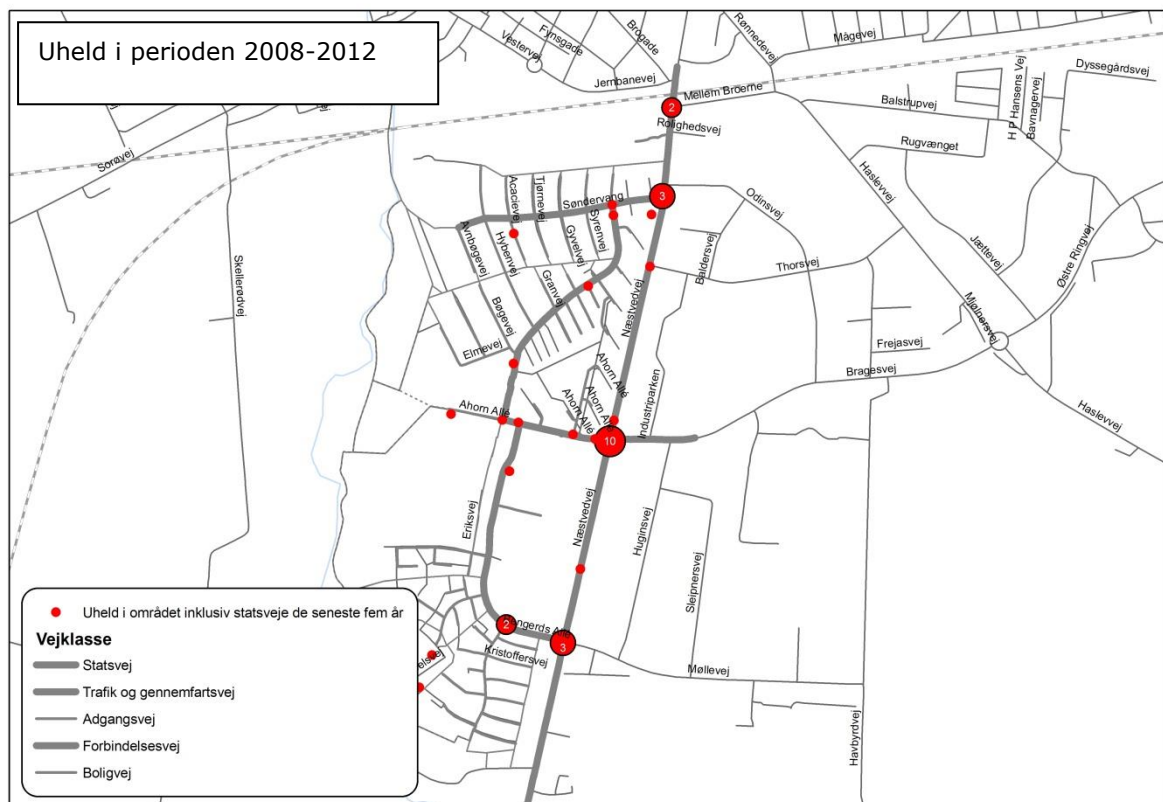 Uheld i perioden 2008-2012
Fynsgade
Vestervej
Brogade
Jernbanevej
Rønnedevej
Mågevej
Dyssegårdsvej
Mellem Broerne
2
Rolighedsvej
Balstrupvej
H P Hansens Vej
Bavnagervej
Rugvænget
Haslevvej
Sorøvej
Acacievej
Tjørnevej
Søndervang
3
Odinsvej
Avnbøgevej
Hybenvej
Gyvelvej
Syrenvej
Baldersvej
Thorsvej
Jættevej
Østre Ringvej
Skellerødvej
Granvej
Bøgevej
Næstvedvej
Mjølnersvej
Elmevej
Frejasvej
Bragesvej
Ahorn Allé
Ahorn Allé
Ahorn Allé
Ahorn Allé
Industriparken
Haslevvej
10
Eriksvej
Næstvedvej
Huginsvej
Sleipnersvej
2
3
Kristoffersvej
Møllevej
Havbyrdvej
Uheld i området inklusiv statsveje de seneste fem år
Vejklasse
Statsvej
Trafik og gennemfartsvej
Adgangsvej
Forbindelsesvej
Boligvej